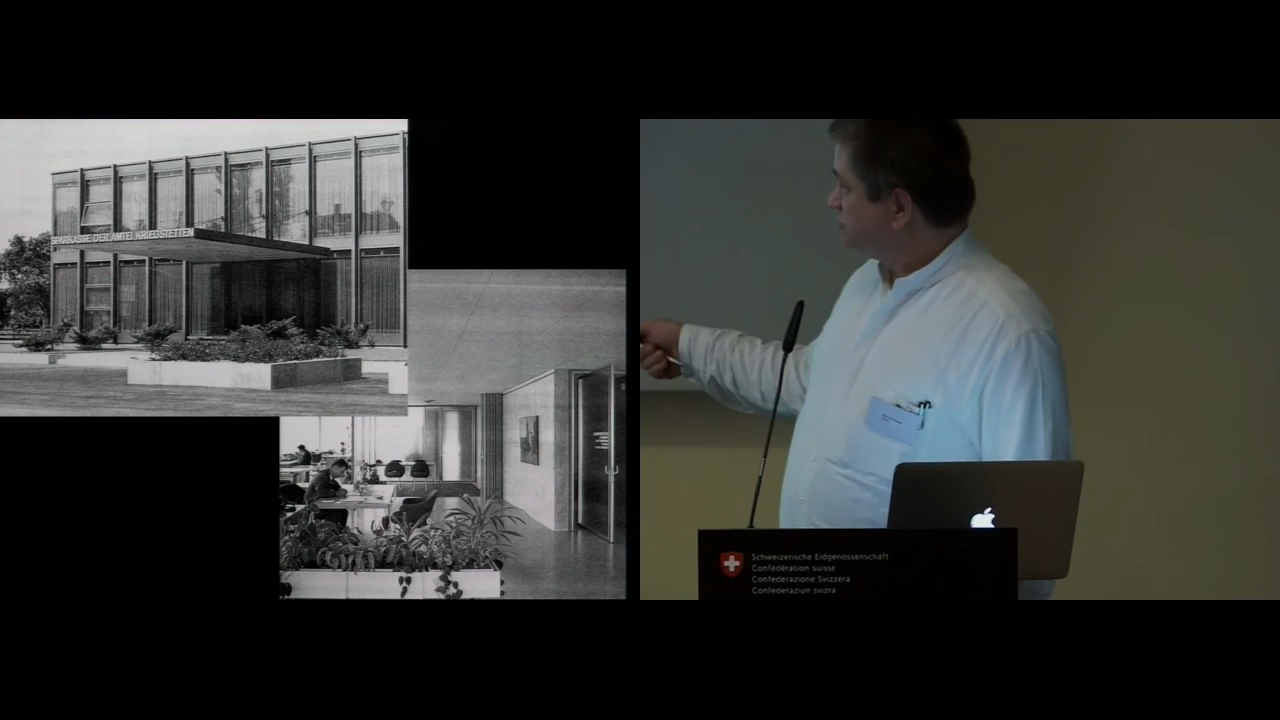 SPARKASSE DER AMTEI KRIEGSTETTEN
Schweizerische Eidgenossenschaft
Confédération suisse
Confederazione Svizzera
Confederaziun svizra